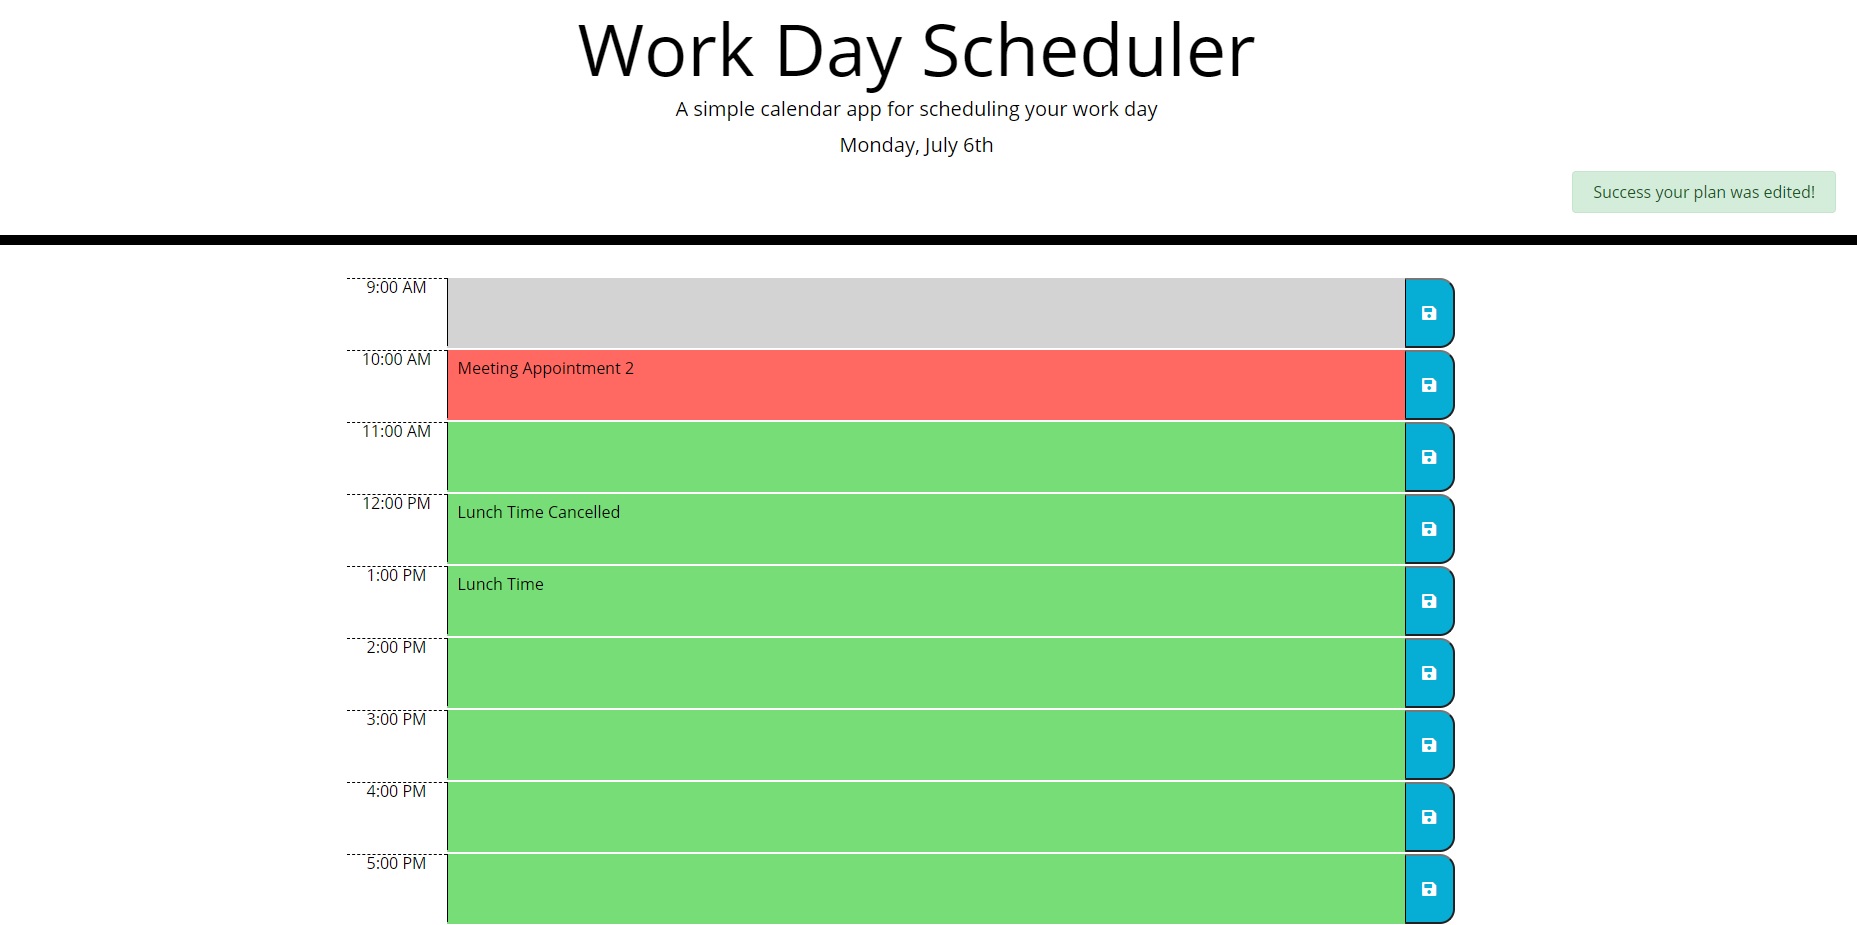 Work Day Scheduler
A simple calendar app for scheduling your work day
Monday, July 6th
Success your plan was edited!
9:00 AM
10:00 AM
Meeting Appointment 2
11:00 AM
12:00 PM
Lunch Time Cancelled
1:00 PM
Lunch Time
2:00 PM
3:00 PM
4:00 PM
5:00 PM